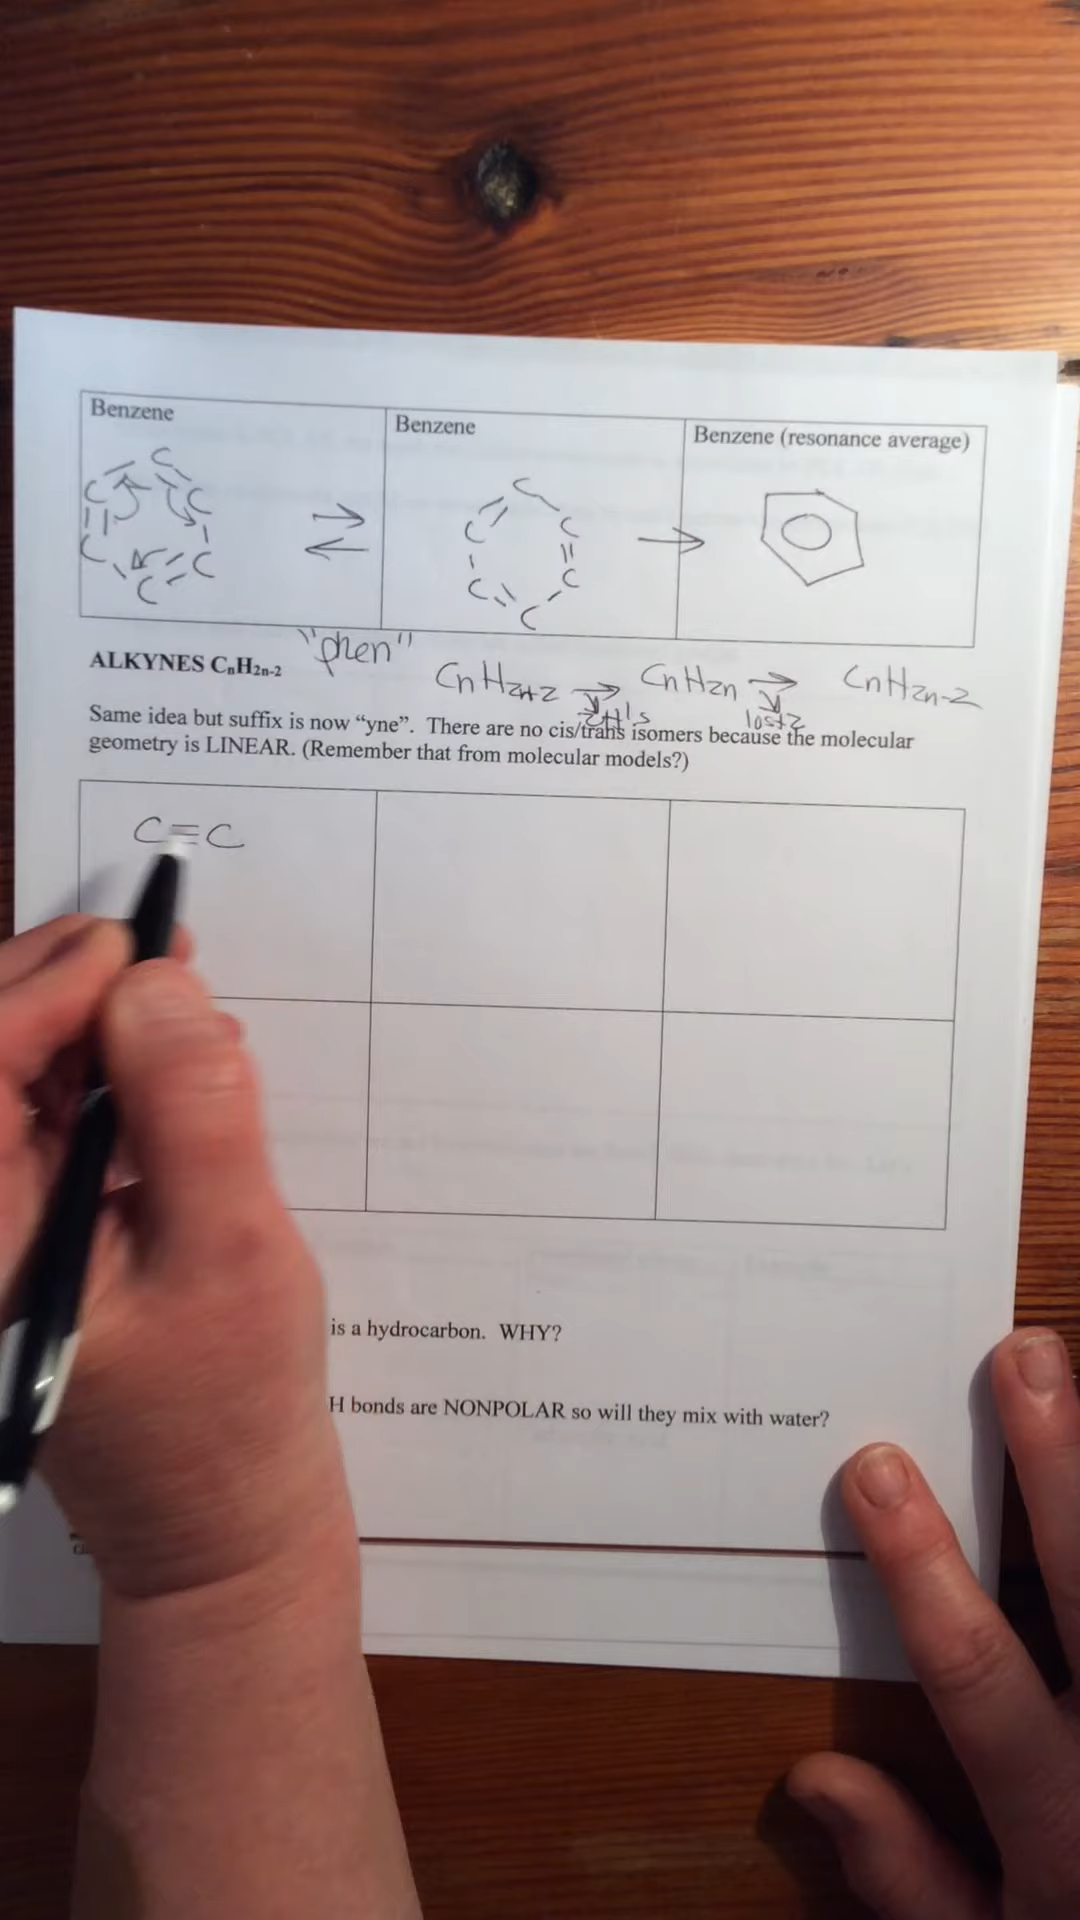 Benzene
Benzene
Benzene (resonance average)
"phen"
ALKYNES CnH2n-2
CnH2n+2 → CnH2n → CnH2n-2
2H's
lost 2
Same idea but suffix is now “yne”. There are no cis/trans isomers because the molecular
geometry is LINEAR. (Remember that from molecular models?)
C≡C
is a hydrocarbon. WHY?
H bonds are NONPOLAR so will they mix with water?